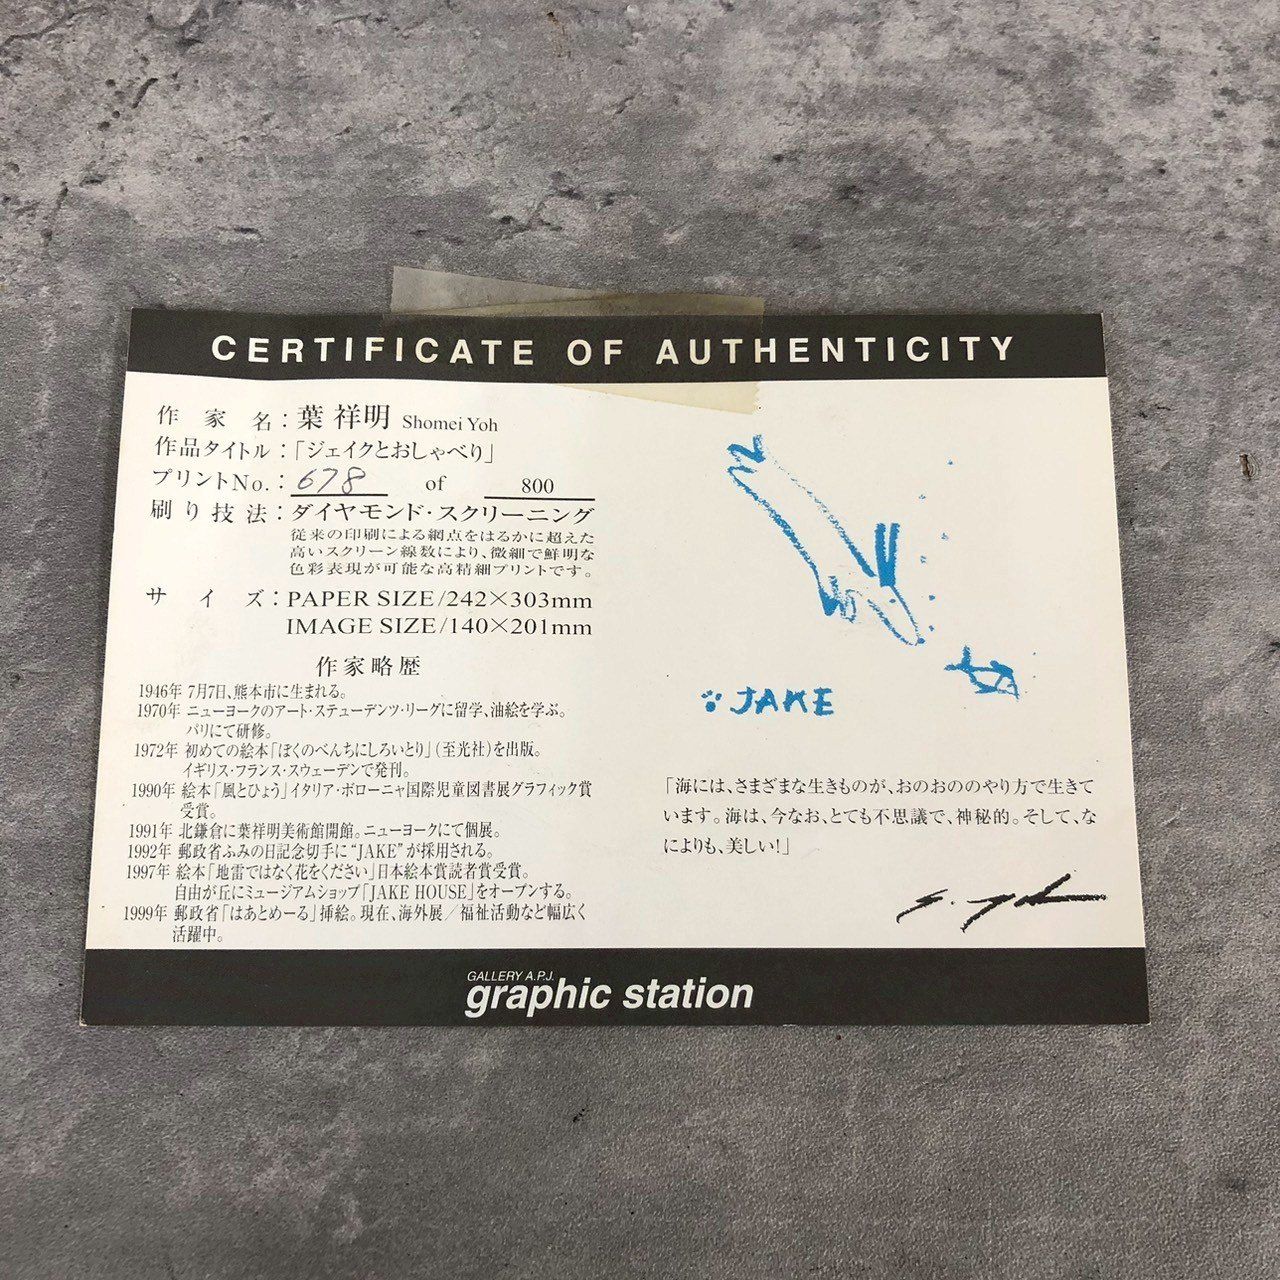 CERTIFICATE OF AUTHENTICITY
作家名：葉 祥明 Shomei Yoh
作品タイトル：「ジェイクとおしゃべり」
プリントNo.：678 of 800
刷り技法：ダイヤモンド・スクリーニング
従来の印刷による網点をはるかに超えた
高いスクリーン線数により、微細で鮮明な
色彩表現が可能な高精細プリントです。
サイズ：PAPER SIZE/242×303mm
IMAGE SIZE/140×201mm
作家略歴
1946年 7月7日、熊本市に生まれる。
1970年 ニューヨークのアート・ステューデンツ・リーグに留学、油絵を学ぶ。
パリにて研修。
1972年 初めての絵本「ぼくのべんちにしろいとり」（至光社）を出版。
イギリス・フランス・スウェーデンで発刊。
1990年 絵本「風とひょう」イタリア・ボローニャ国際児童図書展グラフィック賞
受賞。
1991年 北鎌倉に葉祥明美術館開館。ニューヨークにて個展。
1992年 郵政省ふみの日記念切手に“JAKE”が採用される。
1997年 絵本「地雷ではなく花をください」日本絵本賞読者賞受賞。
自由が丘にミュージアムショップ「JAKE HOUSE」をオープンする。
1999年 郵政省「はあとめーる」挿絵。現在、海外展／福祉活動など幅広く
活躍中。
JAKE
「海には、さまざまな生きものが、おのおののやり方で生きて
います。海は、今なお、とても不思議で、神秘的。そして、な
によりも、美しい！」
GALLERY A.P.J.
graphic station